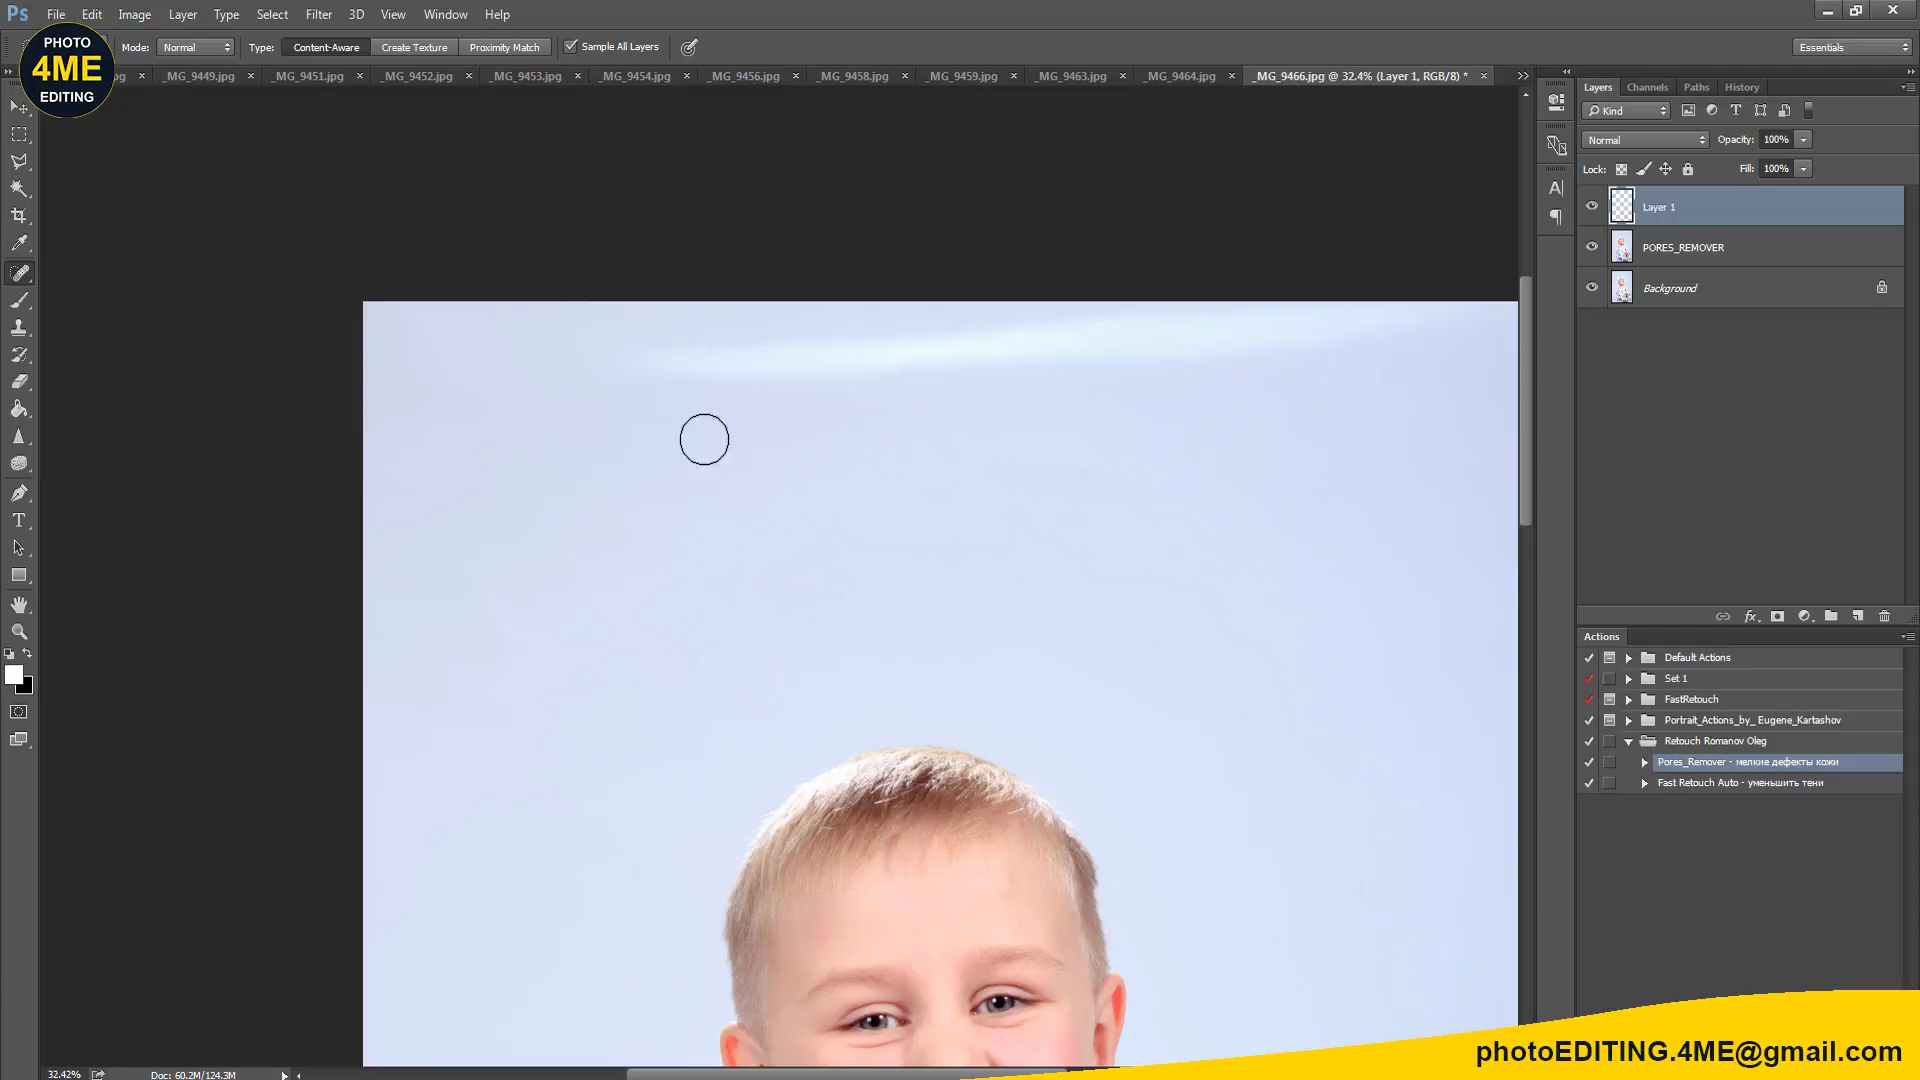 Ps File Edit Image Layer Type Select Filter 3D View Window Help
PHOTO
4ME
EDITING
Mode: Normal Type: Content-Aware Create Texture Proximity Match Sample All Layers Essentials
pg × _MG_9449.jpg × _MG_9451.jpg × _MG_9452.jpg × _MG_9453.jpg × _MG_9454.jpg × _MG_9456.jpg × _MG_9458.jpg × _MG_9459.jpg × _MG_9463.jpg × _MG_9464.jpg × _MG_9466.jpg @ 32.4% (Layer 1, RGB/8) * ×
Layers Channels Paths History
Kind
Normal Opacity: 100%
Lock: Fill: 100%
Layer 1
PORES_REMOVER
Background
Actions
Default Actions
Set 1
FastRetouch
Portrait_Actions_by_ Eugene_Kartashov
Retouch Romanov Oleg
Pores_Remover - мелкие дефекты кожи
Fast Retouch Auto - уменьшить тени
photoEDITING.4ME@gmail.com
32.42% Doc: 60.2M/124.3M